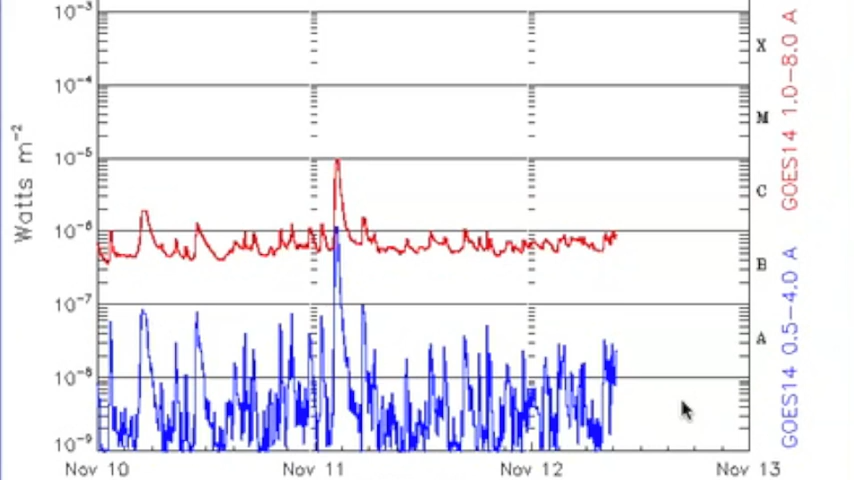 10-3
10-4
10-5
10-6
10-7
10-8
10-9
Watts m-2
Nov 10
Nov 11
Nov 12
Nov 13
X
M
C
B
A
GOES14 1.0-8.0 A
GOES14 0.5-4.0 A